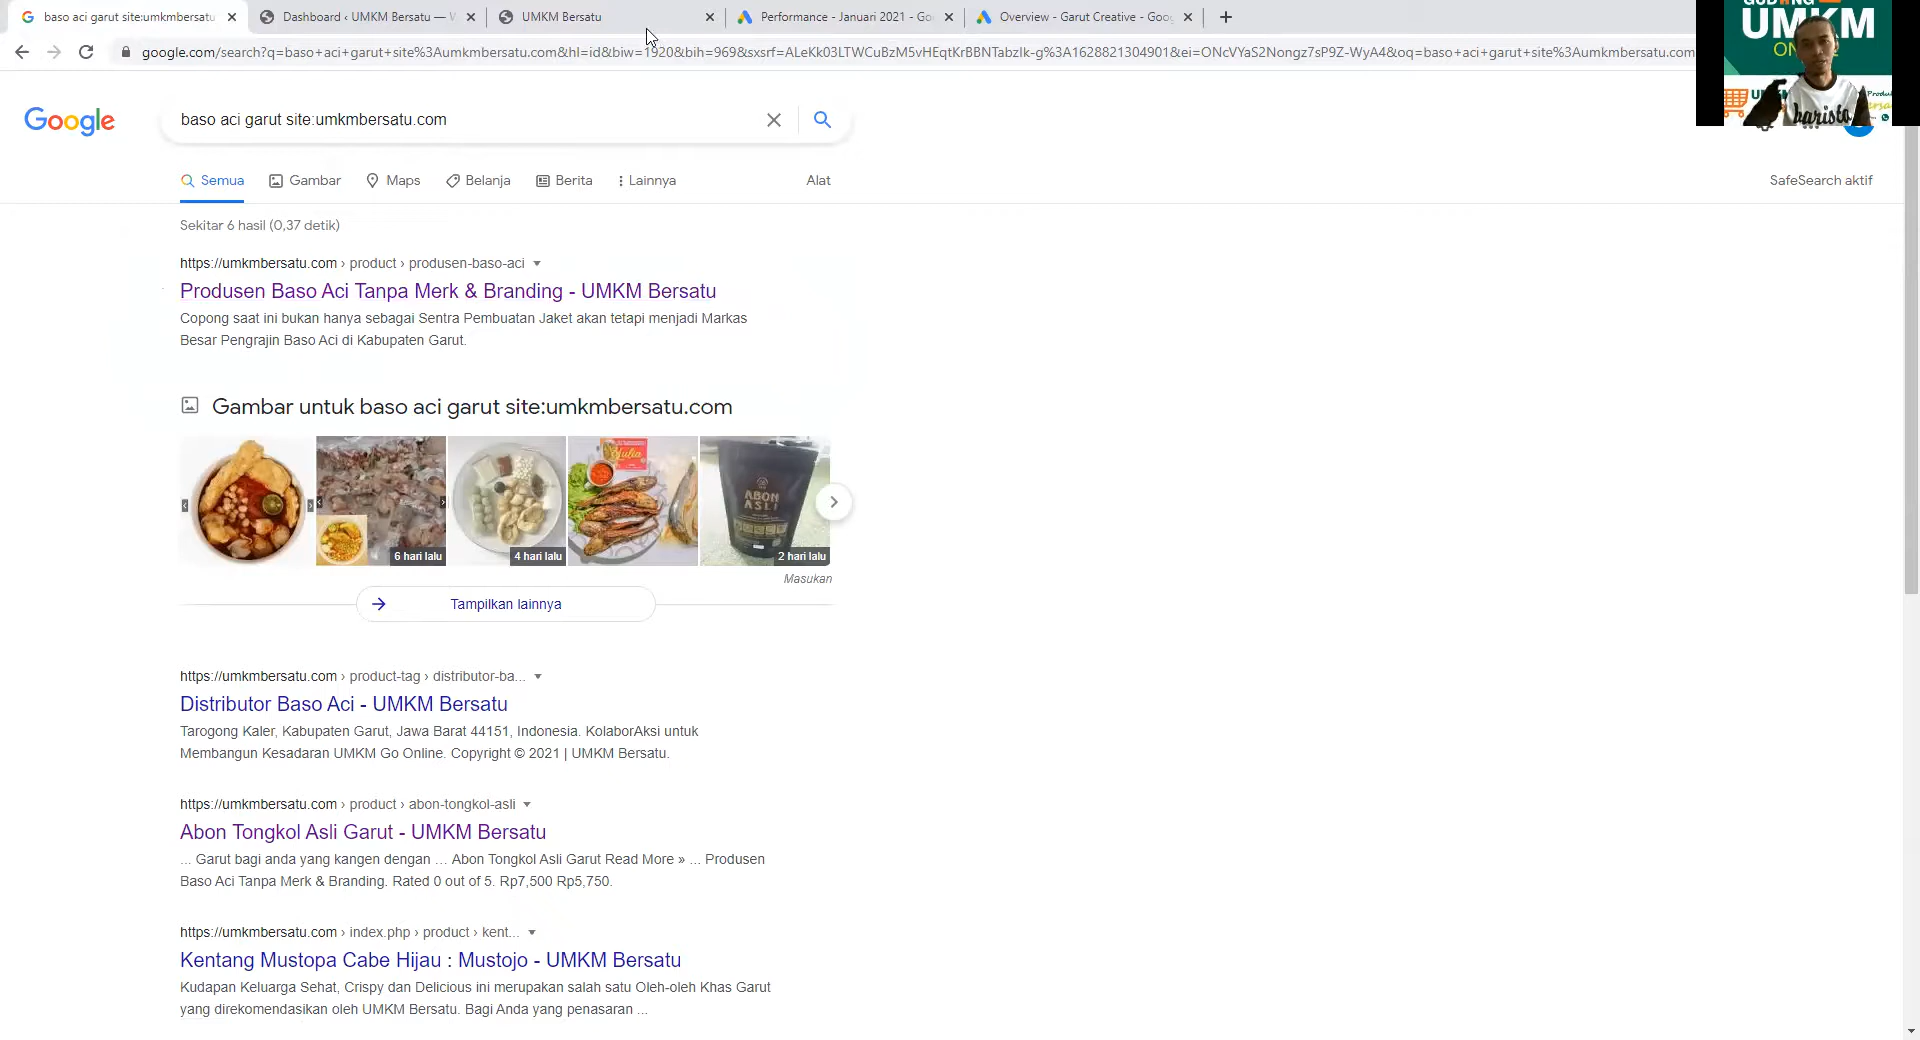 baso aci garut site:umkmbersatu
Dashboard ‹ UMKM Bersatu — W
UMKM Bersatu
Performance - Januari 2021 - Go
Overview - Garut Creative - Goog
google.com/search?q=baso+aci+garut+site%3Aumkmbersatu.com&hl=id&biw=1920&bih=969&sxsrf=ALeKk03LTWCuBzM5vHEqtKrBBNTabzlk-g%3A1628821304901&ei=ONcVYaS2Nongz7sP9Z-WyA4&oq=baso+aci+garut+site%3Aumkmbersatu.com
UMKM
barista
Google
baso aci garut site:umkmbersatu.com
Semua
Gambar
Maps
Belanja
Berita
Lainnya
Alat
SafeSearch aktif
Sekitar 6 hasil (0,37 detik)
https://umkmbersatu.com › product › produsen-baso-aci
Produsen Baso Aci Tanpa Merk & Branding - UMKM Bersatu
Copong saat ini bukan hanya sebagai Sentra Pembuatan Jaket akan tetapi menjadi Markas
Besar Pengrajin Baso Aci di Kabupaten Garut.
Gambar untuk baso aci garut site:umkmbersatu.com
ABON
ASLI
6 hari lalu
4 hari lalu
2 hari lalu
Masukan
Tampilkan lainnya
https://umkmbersatu.com › product-tag › distributor-ba...
Distributor Baso Aci - UMKM Bersatu
Tarogong Kaler, Kabupaten Garut, Jawa Barat 44151, Indonesia. KolaborAksi untuk
Membangun Kesadaran UMKM Go Online. Copyright © 2021 | UMKM Bersatu.
https://umkmbersatu.com › product › abon-tongkol-asli
Abon Tongkol Asli Garut - UMKM Bersatu
... Garut bagi anda yang kangen dengan … Abon Tongkol Asli Garut Read More » ... Produsen
Baso Aci Tanpa Merk & Branding. Rated 0 out of 5. Rp7,500 Rp5,750.
https://umkmbersatu.com › index.php › product › kent...
Kentang Mustopa Cabe Hijau : Mustojo - UMKM Bersatu
Kudapan Keluarga Sehat, Crispy dan Delicious ini merupakan salah satu Oleh-oleh Khas Garut
yang direkomendasikan oleh UMKM Bersatu. Bagi Anda yang penasaran ...